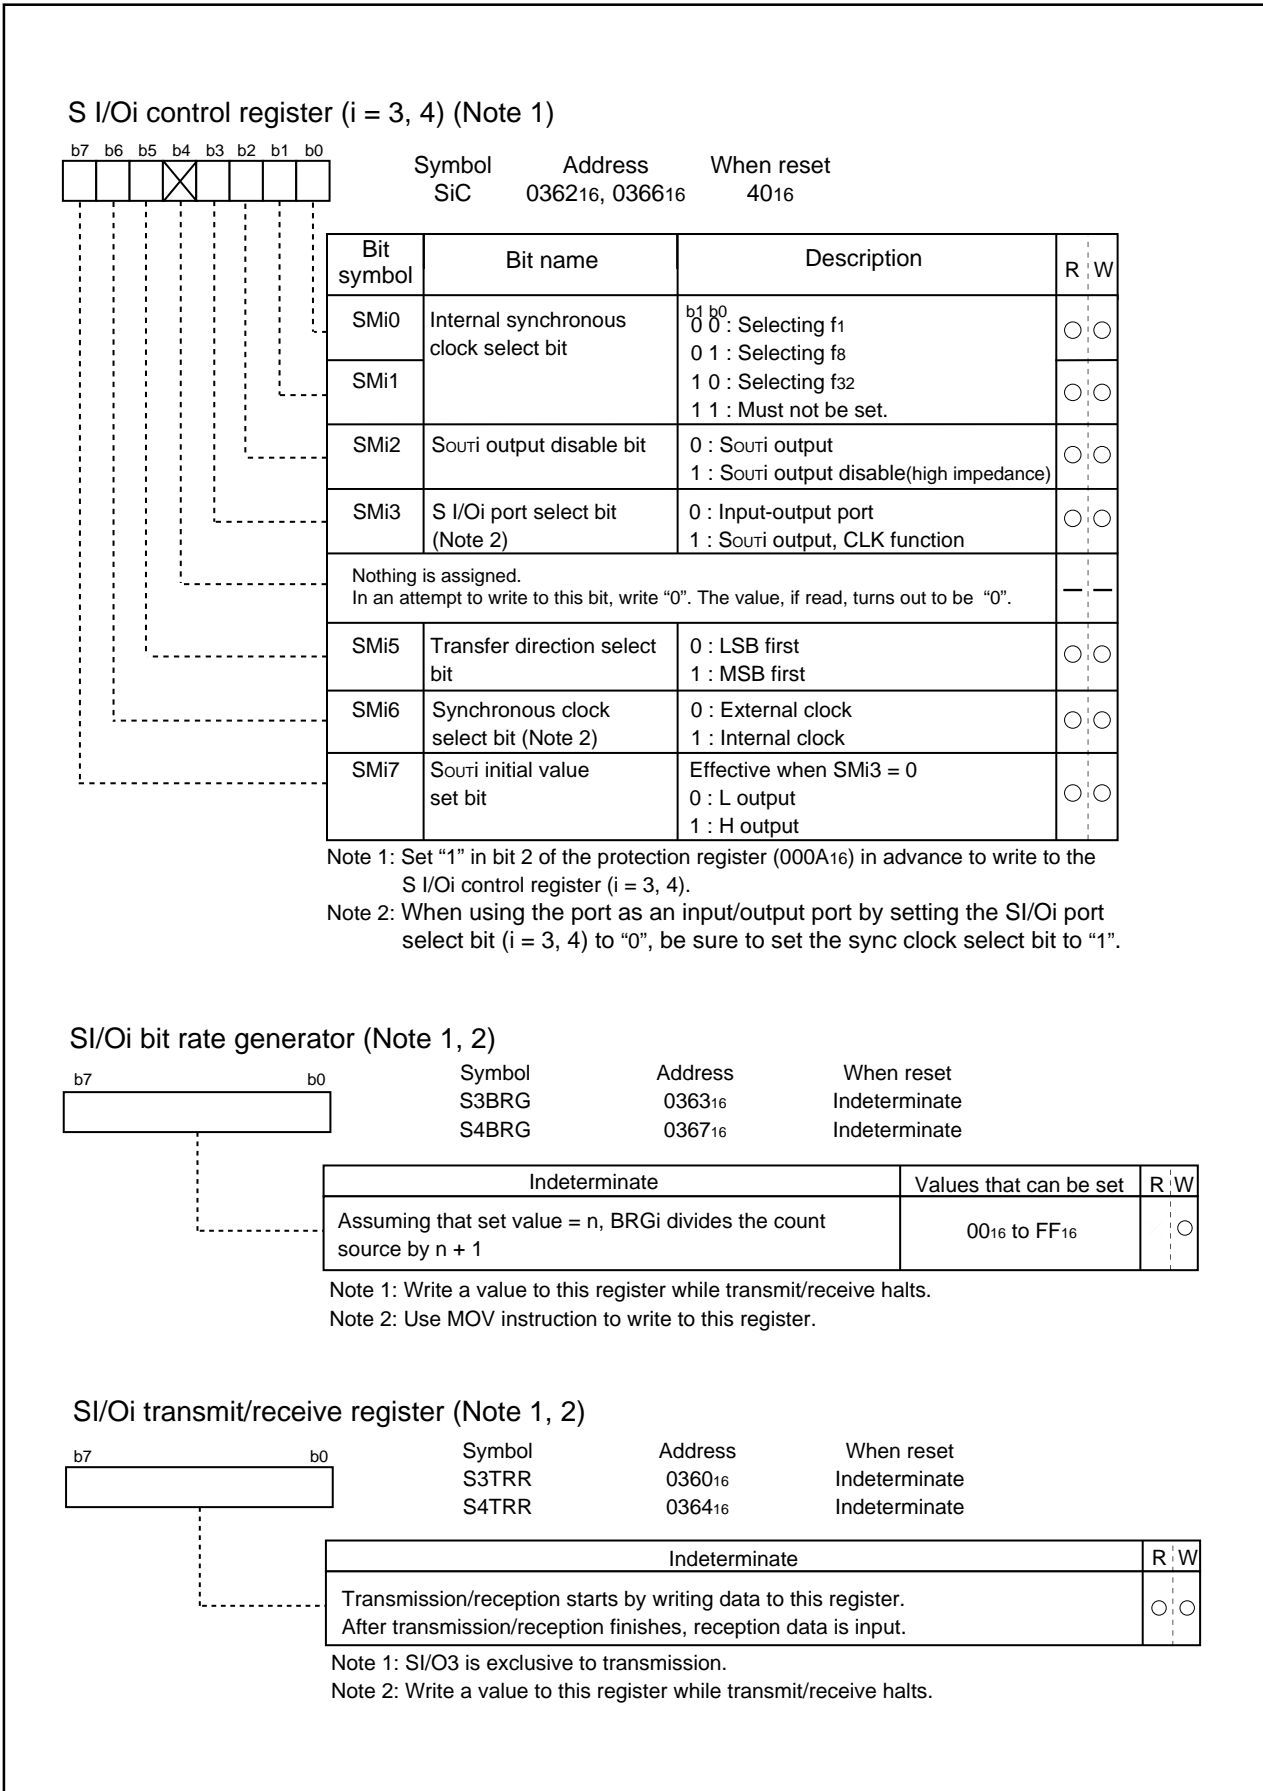 S I/Oi control register (i = 3, 4) (Note 1)
b7 b6 b5 b4 b3 b2 b1 b0
Symbol Address When reset
SiC 036216, 036616 4016
Bit symbol Bit name Description R W
SMi0 Internal synchronous clock select bit
b1 b0
0 0 : Selecting f1
0 1 : Selecting f8
SMi1
1 0 : Selecting f32
1 1 : Must not be set.
SMi2 SOUTi output disable bit 0 : SOUTi output
1 : SOUTi output disable(high impedance)
SMi3 S I/Oi port select bit 0 : Input-output port
(Note 2) 1 : SOUTi output, CLK function
Nothing is assigned.
In an attempt to write to this bit, write “0”. The value, if read, turns out to be “0”.
SMi5 Transfer direction select 0 : LSB first
bit 1 : MSB first
SMi6 Synchronous clock 0 : External clock
select bit (Note 2) 1 : Internal clock
SMi7 SOUTi initial value Effective when SMi3 = 0
set bit 0 : L output
1 : H output
Note 1: Set “1” in bit 2 of the protection register (000A16) in advance to write to the
S I/Oi control register (i = 3, 4).
Note 2: When using the port as an input/output port by setting the SI/Oi port
select bit (i = 3, 4) to “0”, be sure to set the sync clock select bit to “1”.
SI/Oi bit rate generator (Note 1, 2)
b7 b0
Symbol Address When reset
S3BRG 036316 Indeterminate
S4BRG 036716 Indeterminate
Indeterminate Values that can be set R W
Assuming that set value = n, BRGi divides the count
source by n + 1
0016 to FF16
Note 1: Write a value to this register while transmit/receive halts.
Note 2: Use MOV instruction to write to this register.
SI/Oi transmit/receive register (Note 1, 2)
b7 b0
Symbol Address When reset
S3TRR 036016 Indeterminate
S4TRR 036416 Indeterminate
Indeterminate R W
Transmission/reception starts by writing data to this register.
After transmission/reception finishes, reception data is input.
Note 1: SI/O3 is exclusive to transmission.
Note 2: Write a value to this register while transmit/receive halts.